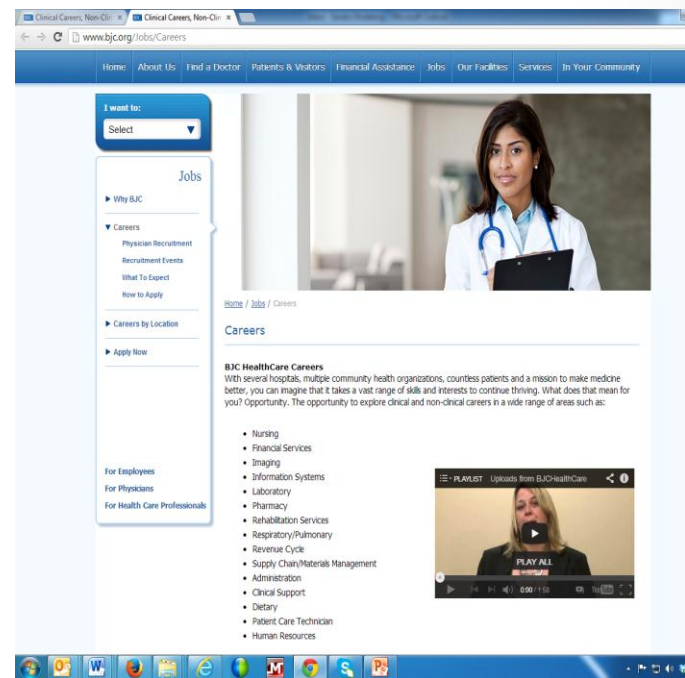 Clinical Careers, Non-Clin
Clinical Careers, Non-Clin
www.bjc.org/Jobs/Careers
Home About Us Find a Doctor Patients & Visitors Financial Assistance Jobs Our Facilities Services In Your Community
I want to:
Select
Jobs
Why BJC
Careers
Physician Recruitment
Recruitment Events
What To Expect
How to Apply
Careers by Location
Apply Now
For Employees
For Physicians
For Health Care Professionals
Home / Jobs / Careers
Careers
BJC HealthCare Careers
With several hospitals, multiple community health organizations, countless patients and a mission to make medicine
better, you can imagine that it takes a vast range of skills and interests to continue thriving. What does that mean for
you? Opportunity. The opportunity to explore clinical and non-clinical careers in a wide range of areas such as:
• Nursing
• Financial Services
• Imaging
• Information Systems
• Laboratory
• Pharmacy
• Rehabilitation Services
• Respiratory/Pulmonary
• Revenue Cycle
• Supply Chain/Materials Management
• Administration
• Clinical Support
• Dietary
• Patient Care Technician
• Human Resources
PLAYLIST Uploads from BJCHealthCare
PLAY ALL
0:00 / 1:58
YouTube